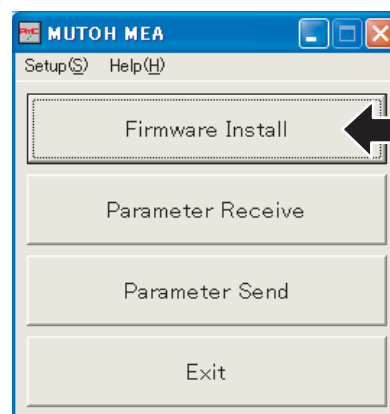 MUTOH MEA
Setup(S) Help(H)
Firmware Install
Parameter Receive
Parameter Send
Exit